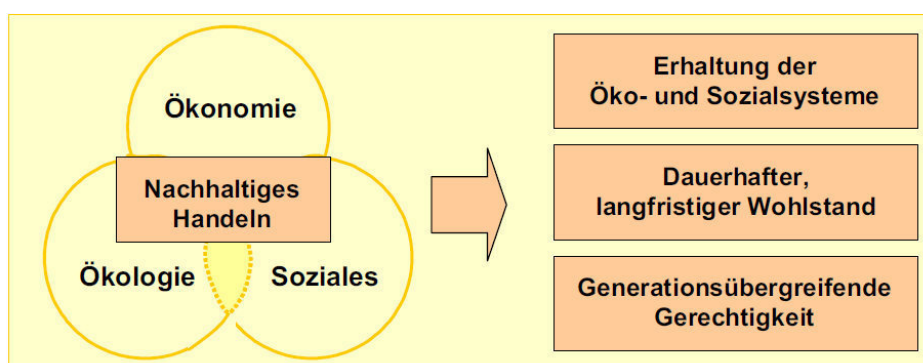 Ökonomie
Nachhaltiges
Handeln
Ökologie
Soziales
Erhaltung der
Öko- und Sozialsysteme
Dauerhafter,
langfristiger Wohlstand
Generationsübergreifende
Gerechtigkeit